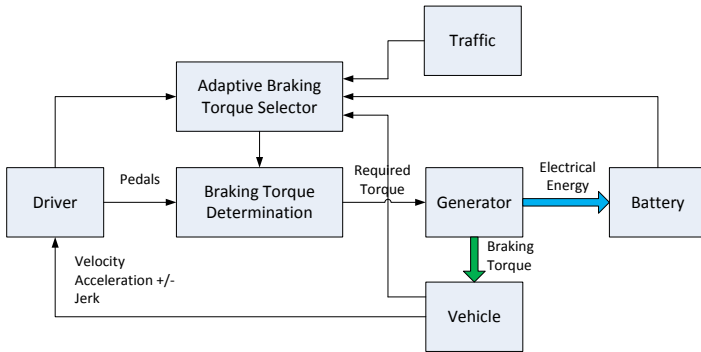 Traffic
Adaptive Braking
Torque Selector
Driver
Pedals
Braking Torque
Determination
Required
Torque
Generator
Electrical
Energy
Battery
Velocity
Acceleration +/-
Jerk
Braking
Torque
Vehicle